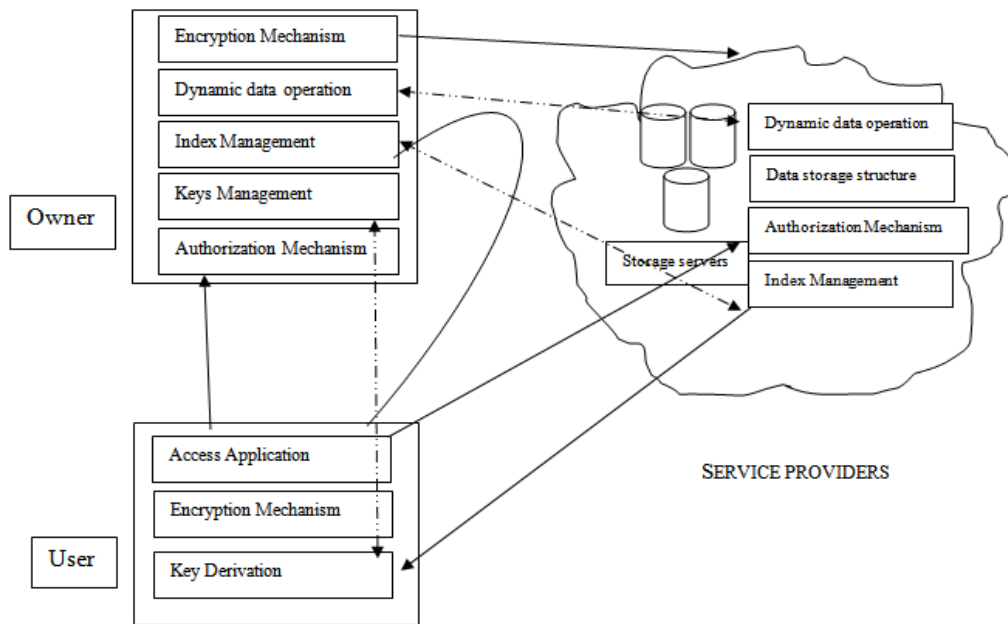 Encryption Mechanism
Dynamic data operation
Index Management
Keys Management
Authorization Mechanism
Owner
Dynamic data operation
Data storage structure
Authorization Mechanism
Index Management
Storage servers
SERVICE PROVIDERS
Access Application
Encryption Mechanism
Key Derivation
User